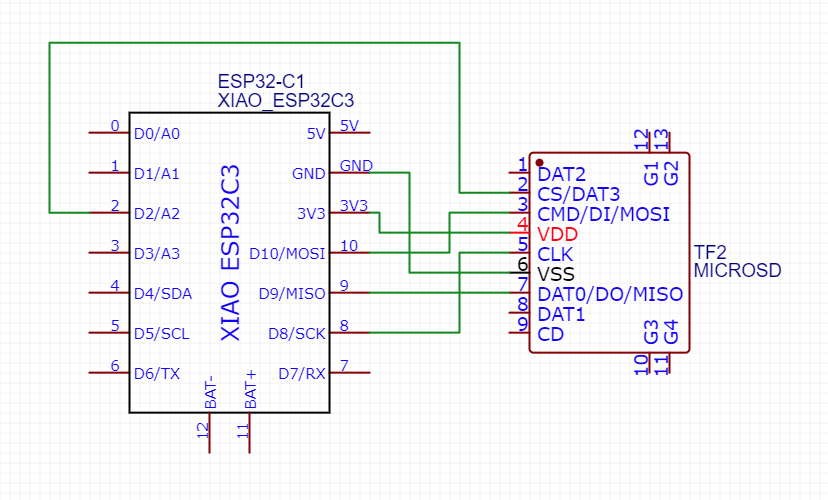 ESP32-C1
XIAO_ESP32C3
0 D0/A0
1 D1/A1
2 D2/A2
3 D3/A3
4 D4/SDA
5 D5/SCL
6 D6/TX
XIAO ESP32C3
5V 5V
GND GND
3V3 3V3
D10/MOSI 10
D9/MISO 9
D8/SCK 8
D7/RX 7
BAT- 12
BAT+ 11
1 DAT2
2 CS/DAT3
3 CMD/DI/MOSI
4 VDD
5 CLK
6 VSS
7 DAT0/DO/MISO
8 DAT1
9 CD
12 G1
13 G2
10 G3
11 G4
TF2
MICROSD